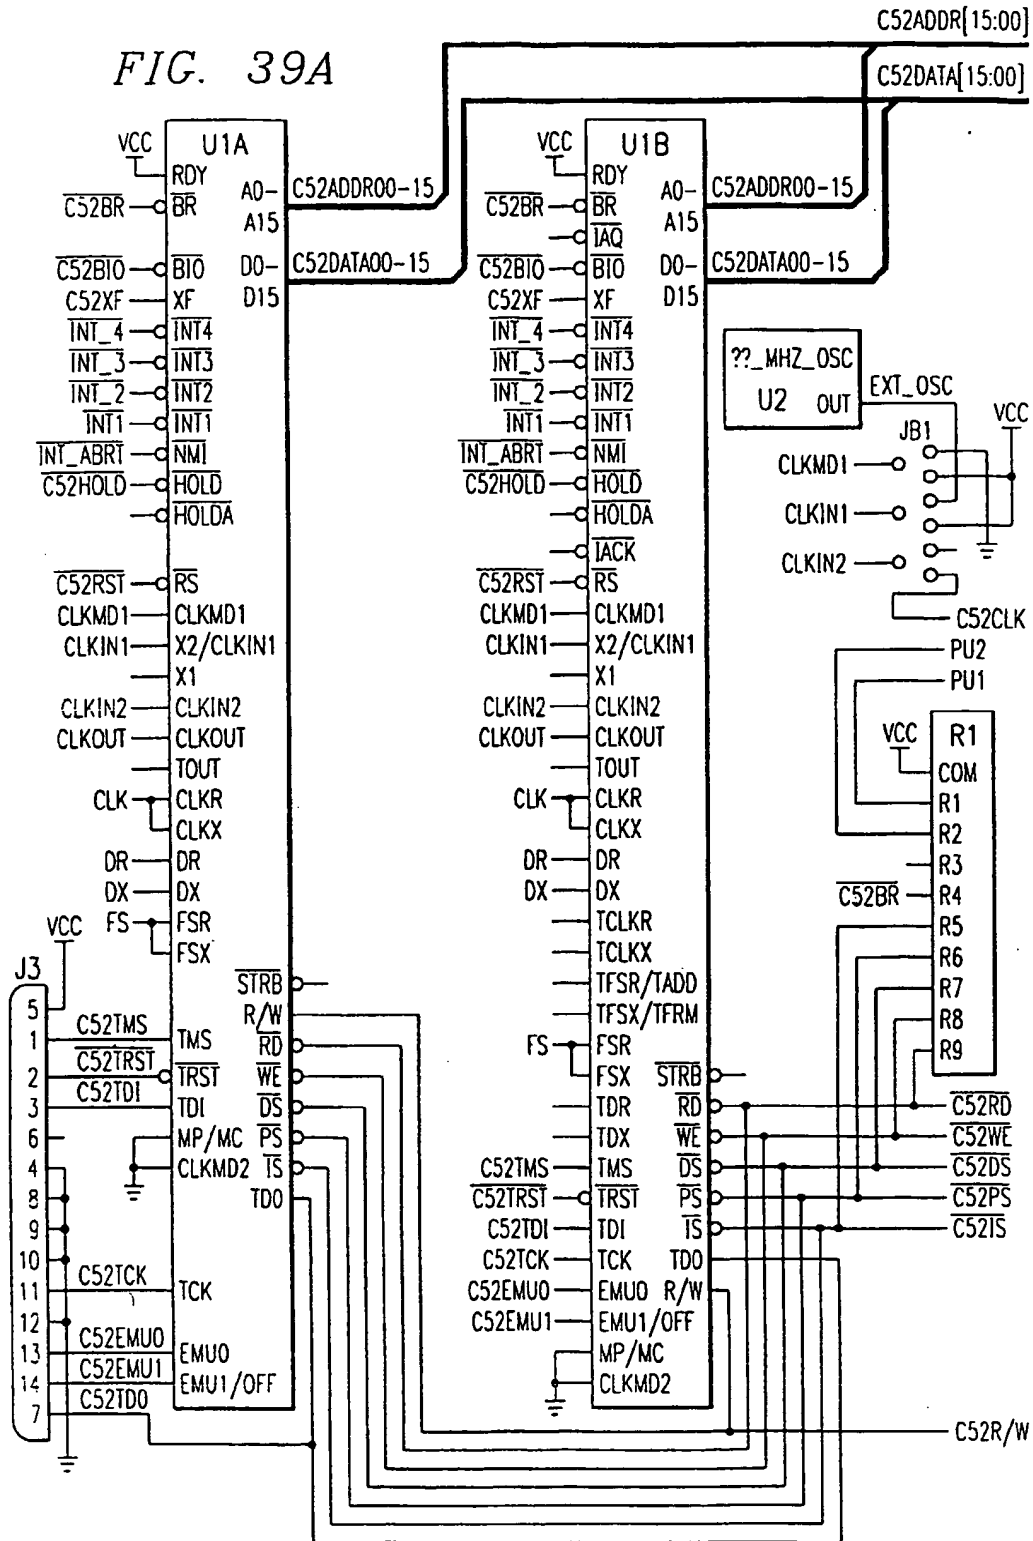 C52ADDR[15:00]
FIG. 39A
C52DATA[15:00]
U1A
VCC
RDY
C52BR
BR
A0-
A15
C52ADDR00-15
C52BIO
BIO
D0-
D15
C52DATA00-15
C52XF
XF
INT_4
INT4
INT_3
INT3
INT_2
INT2
INT1
INT1
INT_ABRT
NMI
C52HOLD
HOLD
HOLDA
C52RST
RS
CLKMD1
CLKMD1
CLKIN1
X2/CLKIN1
X1
CLKIN2
CLKIN2
CLKOUT
CLKOUT
TOUT
CLK
CLKR
CLKX
DR
DR
DX
DX
FS
FSR
FSX
STRB
R/W
RD
WE
DS
PS
IS
TDO
TMS
TRST
TDI
MP/MC
CLKMD2
TCK
EMU0
EMU1/OFF
J3
VCC
5
1
C52TMS
2
C52TRST
3
C52TDI
6
4
8
9
10
11
C52TCK
12
13
C52EMU0
14
C52EMU1
7
C52TDO
U1B
VCC
RDY
C52BR
BR
IAQ
A0-
A15
C52ADDR00-15
C52BIO
BIO
D0-
D15
C52DATA00-15
C52XF
XF
INT_4
INT4
INT_3
INT3
INT_2
INT2
INT1
INT1
INT_ABRT
NMI
C52HOLD
HOLD
HOLDA
IACK
C52RST
RS
CLKMD1
CLKMD1
CLKIN1
X2/CLKIN1
X1
CLKIN2
CLKIN2
CLKOUT
CLKOUT
TOUT
CLK
CLKR
CLKX
DR
DR
DX
DX
TCLKR
TCLKX
TFSR/TADD
TFSX/TFRM
FS
FSR
FSX
STRB
TDR
RD
TDX
WE
C52TMS
TMS
DS
C52TRST
TRST
PS
C52TDI
TDI
IS
C52TCK
TCK
TDO
C52EMU0
EMU0
R/W
C52EMU1
EMU1/OFF
MP/MC
CLKMD2
??_MHZ_OSC
U2
OUT
EXT_OSC
VCC
JB1
CLKMD1
CLKIN1
CLKIN2
C52CLK
PU2
PU1
VCC
R1
COM
R1
R2
R3
C52BR
R4
R5
R6
R7
R8
R9
C52RD
C52WE
C52DS
C52PS
C52IS
C52R/W